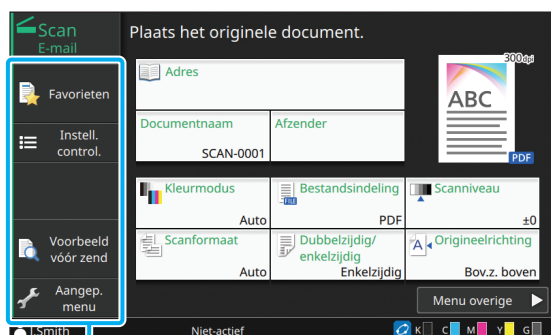 Scan
E-mail
Plaats het originele document.
Favorieten
Instell.
control.
Voorbeeld
vóór zend
Aangep.
menu
Adres
Documentnaam
SCAN-0001
Afzender
300dpi
ABC
PDF
Kleurmodus
Auto
Bestandsindeling
FILE
PDF
Scanniveau
±0
Scanformaat
Auto
Dubbelzijdig/
enkelzijdig
Enkelzijdig
A
Origineelrichting
Bov.z. boven
Menu overige
J.Smith
Niet-actief
K C M Y G